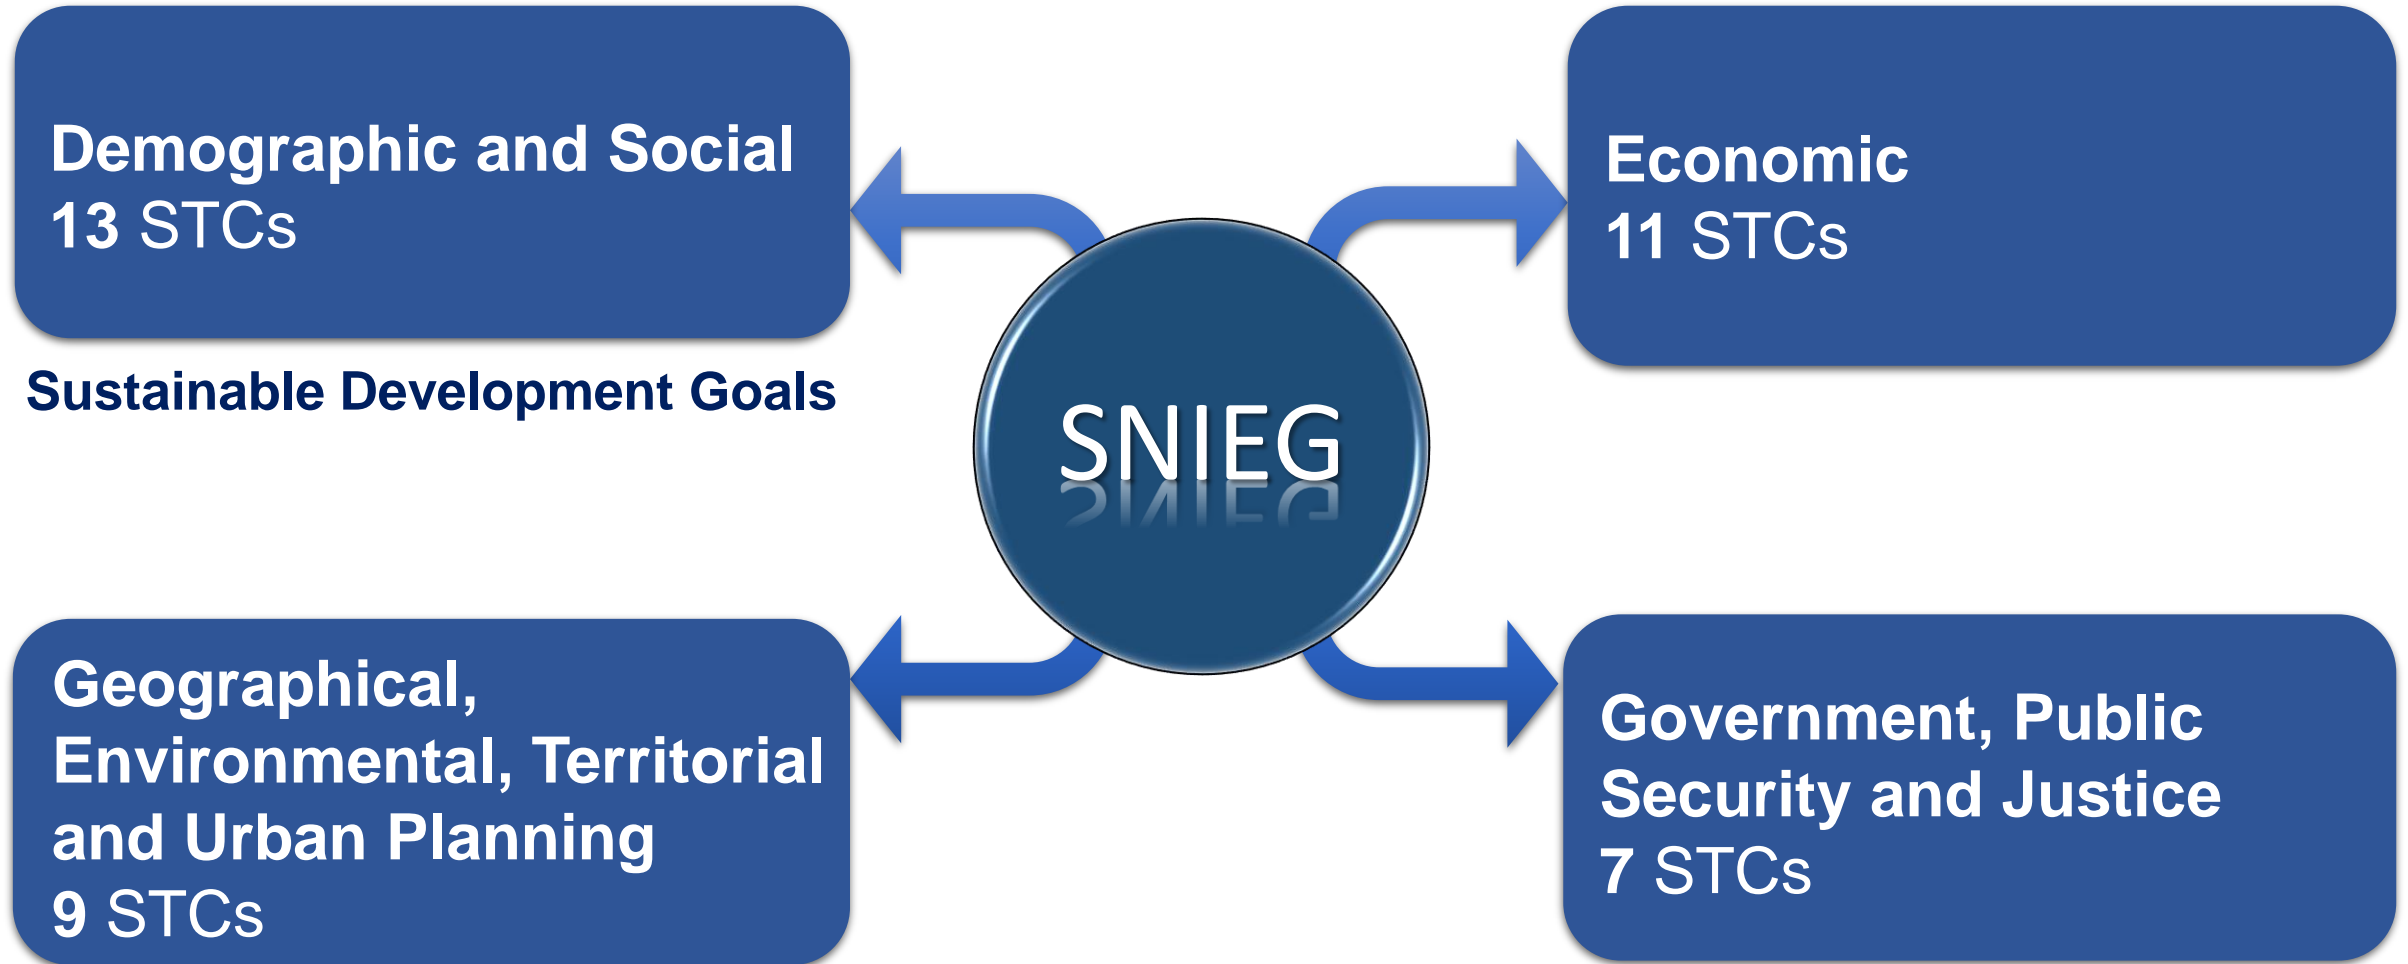 Demographic and Social
13 STCs
Sustainable Development Goals
Economic
11 STCs
SNIEG
Geographical,
Environmental, Territorial
and Urban Planning
9 STCs
Government, Public
Security and Justice
7 STCs